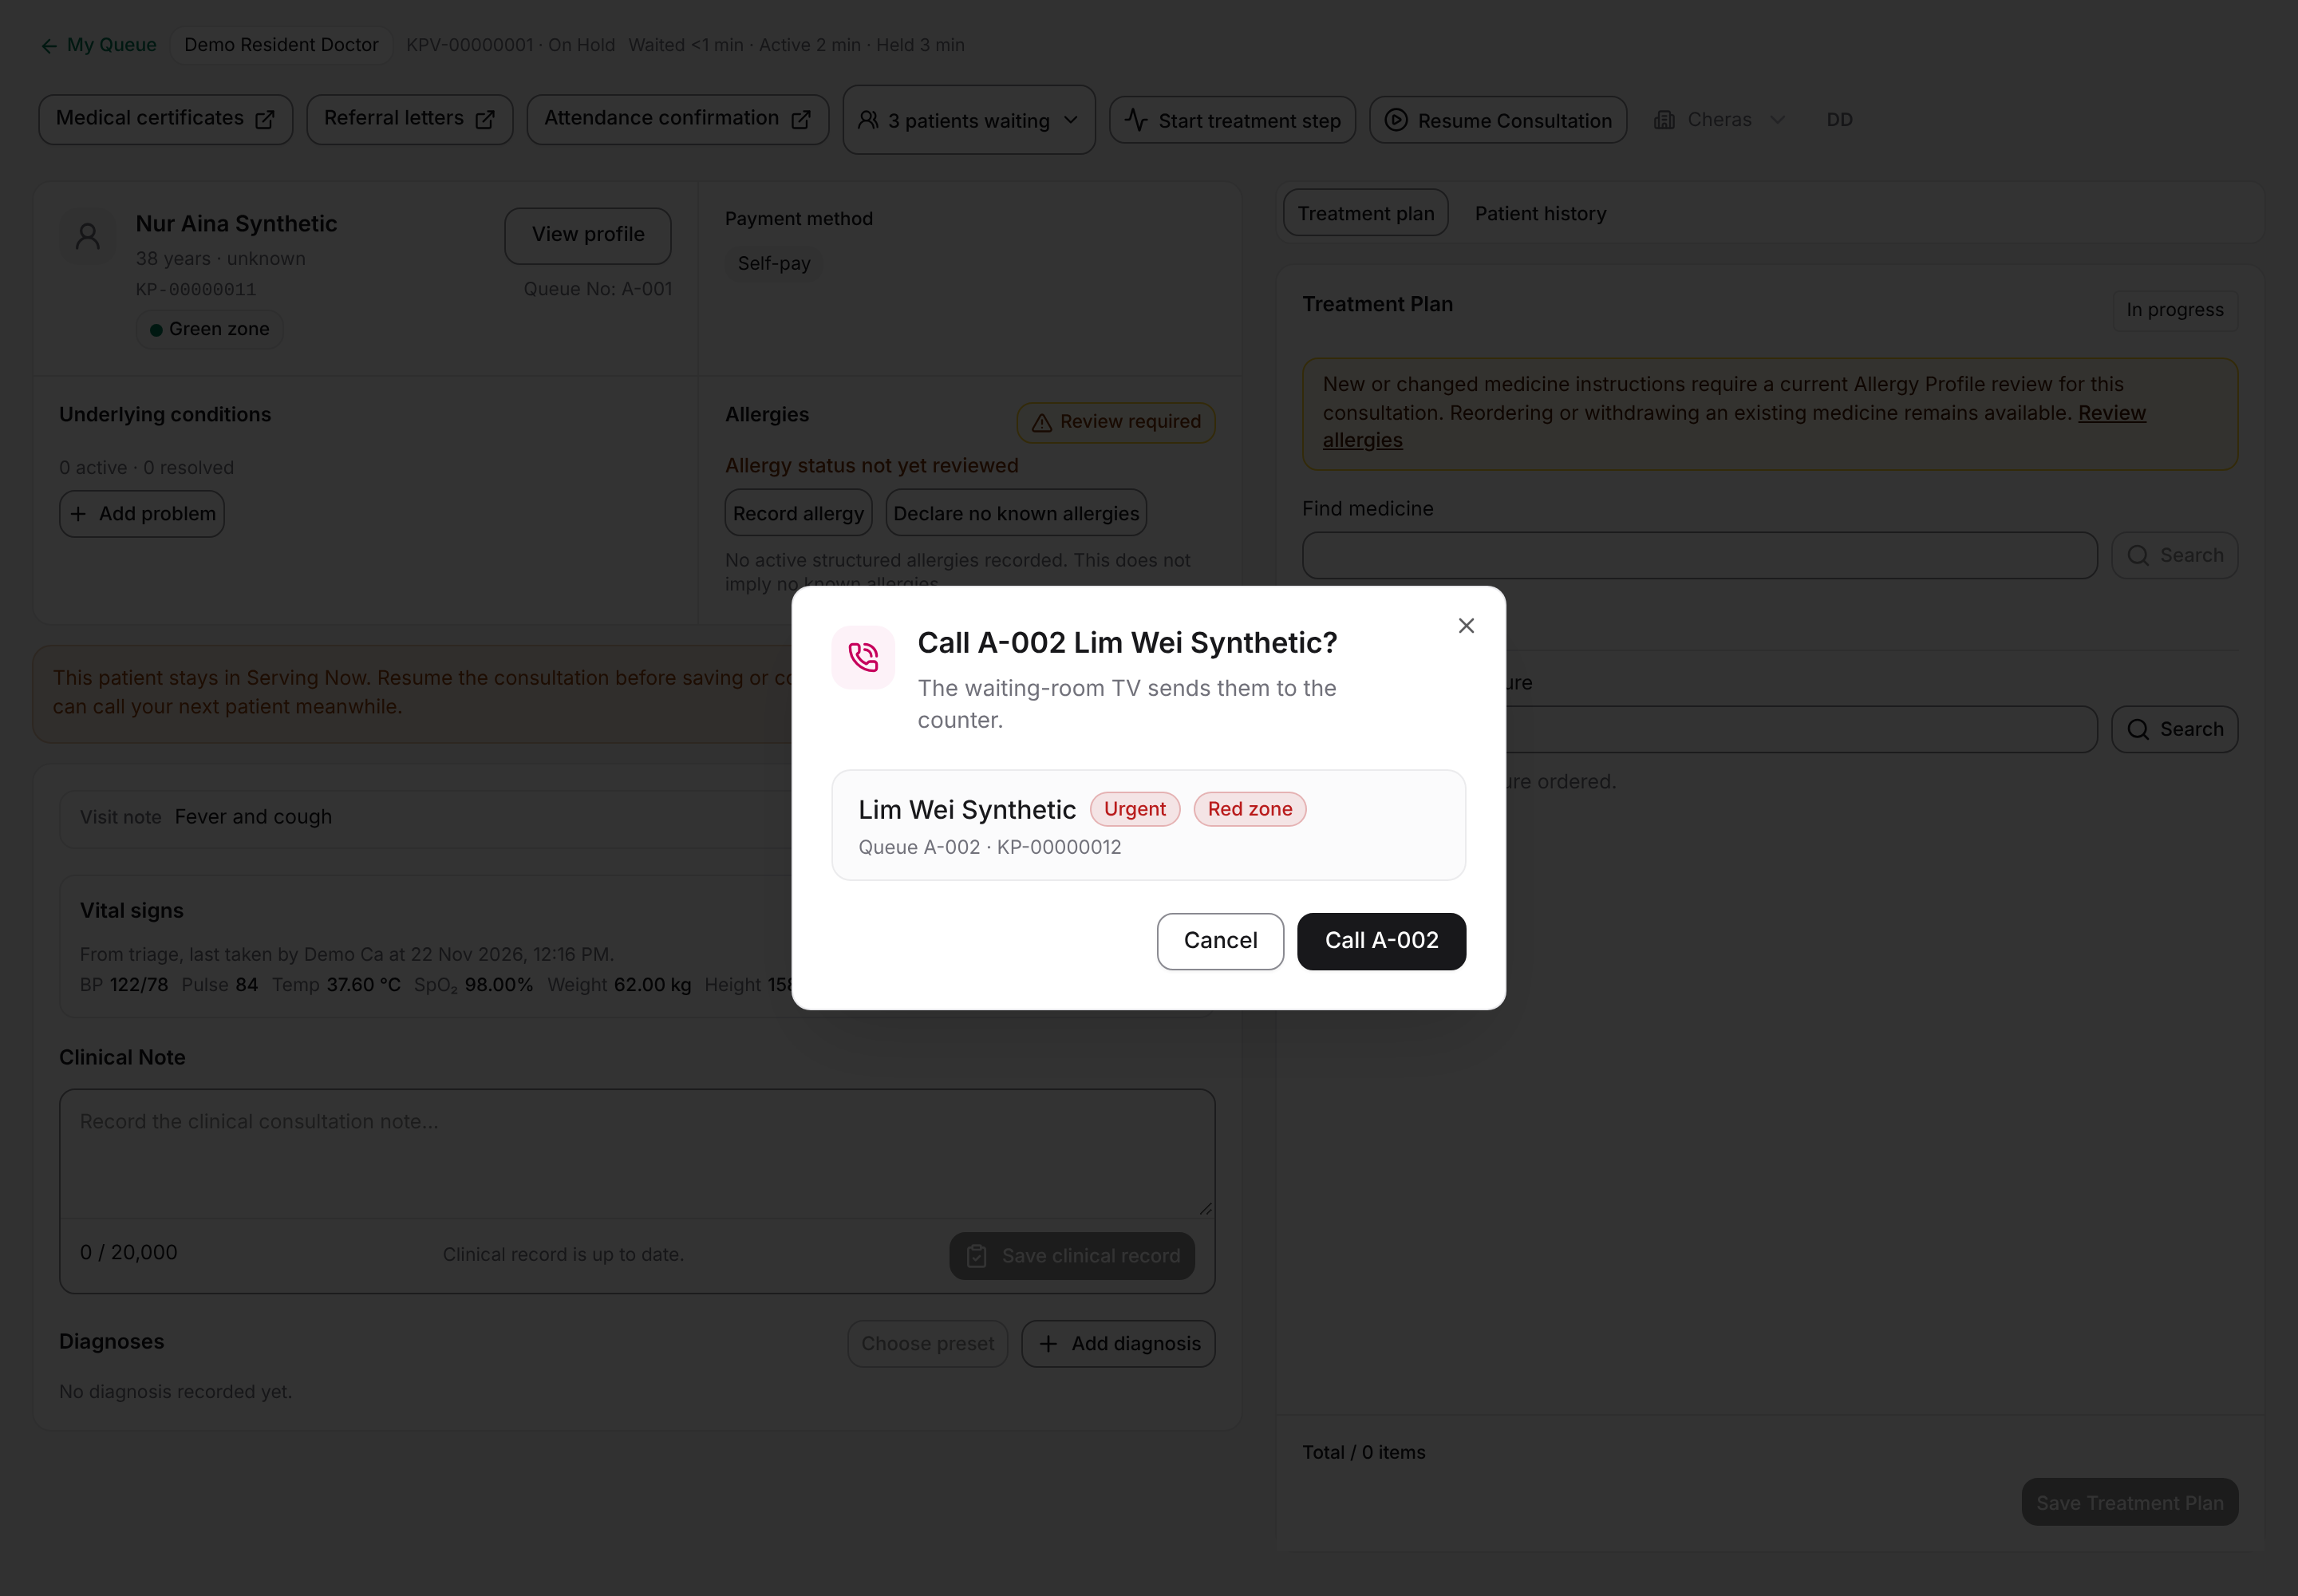 My Queue Demo Resident Doctor KPV-00000001 · On Hold Waited <1 min · Active 2 min · Held 3 min
Medical certificates Referral letters Attendance confirmation 3 patients waiting Start treatment step Resume Consultation Cheras DD
Nur Aina Synthetic
38 years · unknown
KP-00000011
Green zone
View profile
Queue No: A-001
Payment method
Self-pay
Underlying conditions
0 active · 0 resolved
Add problem
Allergies
Review required
Allergy status not yet reviewed
Record allergy Declare no known allergies
No active structured allergies recorded. This does not
imply no known allergies.
This patient stays in Serving Now. Resume the consultation before saving or
can call your next patient meanwhile.
Visit note Fever and cough
Vital signs
From triage, last taken by Demo Ca at 22 Nov 2026, 12:16 PM.
BP 122/78 Pulse 84 Temp 37.60 °C SpO₂ 98.00% Weight 62.00 kg Height
Clinical Note
Record the clinical consultation note...
0 / 20,000 Clinical record is up to date. Save clinical record
Diagnoses Choose preset Add diagnosis
No diagnosis recorded yet.
Treatment plan Patient history
Treatment Plan In progress
New or changed medicine instructions require a current Allergy Profile review for this
consultation. Reordering or withdrawing an existing medicine remains available. Review
allergies
Find medicine
Search
Search
ordered.
Total / 0 items
Save Treatment Plan
Call A-002 Lim Wei Synthetic?
The waiting-room TV sends them to the
counter.
Lim Wei Synthetic Urgent Red zone
Queue A-002 · KP-00000012
Cancel Call A-002